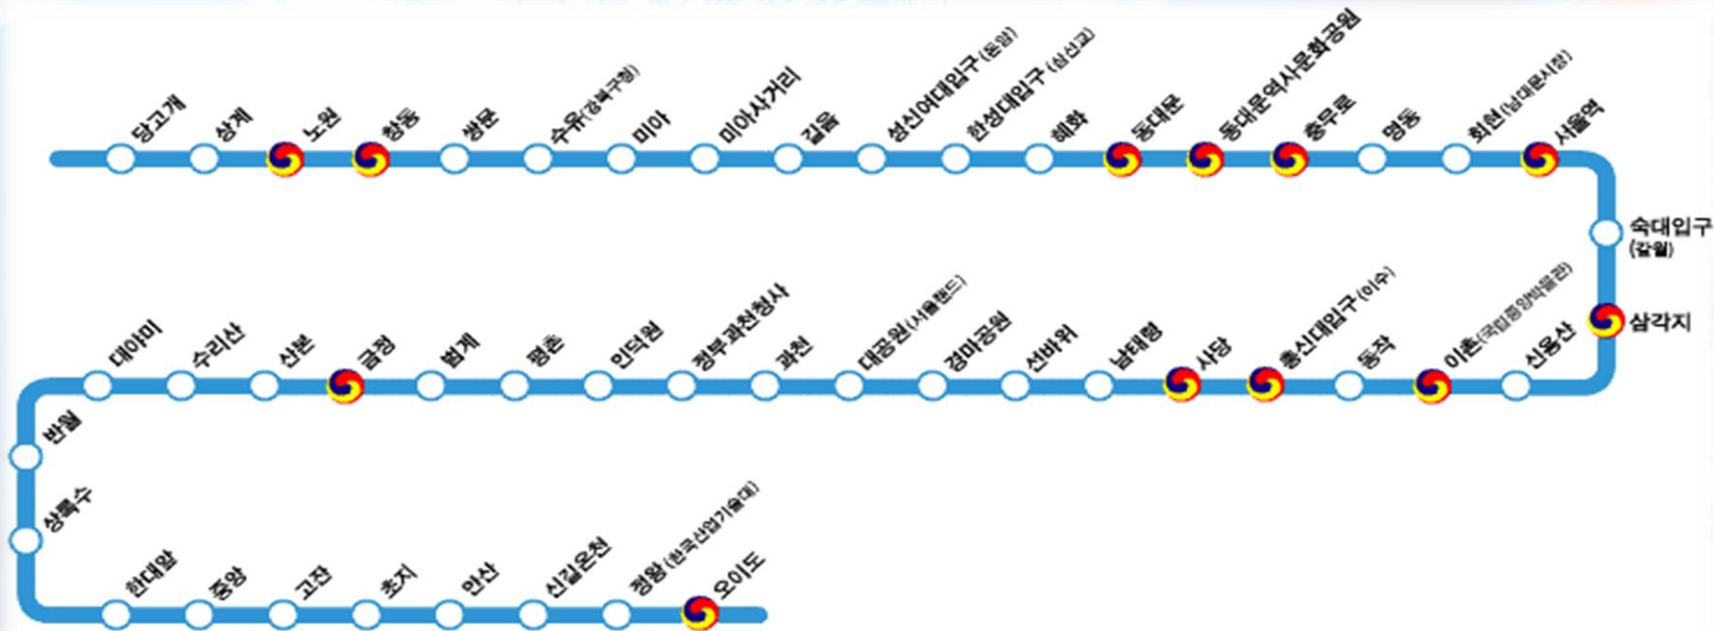 당고개
상계
노원
창동
쌍문
수유(강북구청)
미아
미아사거리
길음
성신여대입구(돈암)
한성대입구(삼선교)
혜화
동대문
동대문역사문화공원
충무로
명동
회현(남대문시장)
서울역
숙대입구
(갈월)
삼각지
신용산
이촌(국립중앙박물관)
동작
총신대입구(이수)
사당
남태령
선바위
경마공원
대공원(서울랜드)
과천
정부과천청사
인덕원
평촌
범계
금정
산본
수리산
대야미
반월
상록수
한대앞
중앙
고잔
초지
안산
신길온천
정왕(한국산업기술대)
오이도